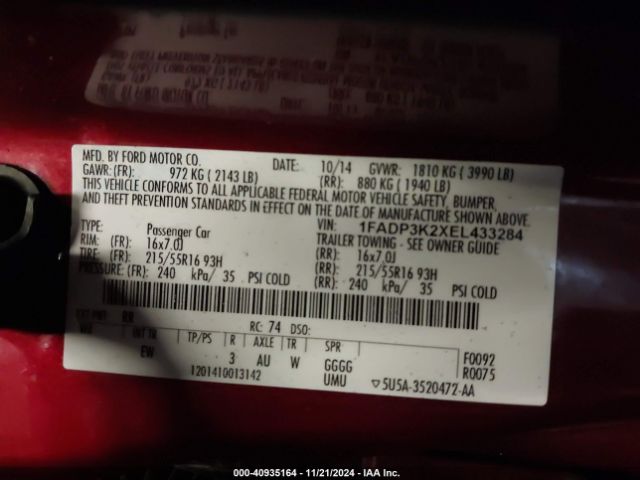 MFD. BY FORD MOTOR CO.
DATE: 10/14 GVWR: 1810 KG ( 3990 LB)
GAWR: (FR): 972 KG ( 2143 LB) (RR): 880 KG ( 1940 LB)
THIS VEHICLE CONFORMS TO ALL APPLICABLE FEDERAL MOTOR VEHICLE SAFETY, BUMPER,
AND THEFT PREVENTION STANDARDS IN EFFECT ON THE DATE OF MANUFACTURE SHOWN ABOVE.
VIN: 1FADP3K2XEL433284
TYPE: Passenger Car TRAILER TOWING - SEE OWNER GUIDE
RIM: (FR): 16x7.0J (RR): 16x7.0J
TIRE: (FR): 215/55R16 93H (RR): 215/55R16 93H
PRESSURE: (FR): 240 kPa/ 35 PSI COLD (RR): 240 kPa/ 35 PSI COLD
EXT PNT: RR RC: 74 DSO:
WB INT TR TP/PS R AXLE TR SPR
EW 3 AU W GGGG F0092
1201410013142 UMU R0075
▽5U5A-3520472-AA
000-40935164 - 11/21/2024 - IAA Inc.